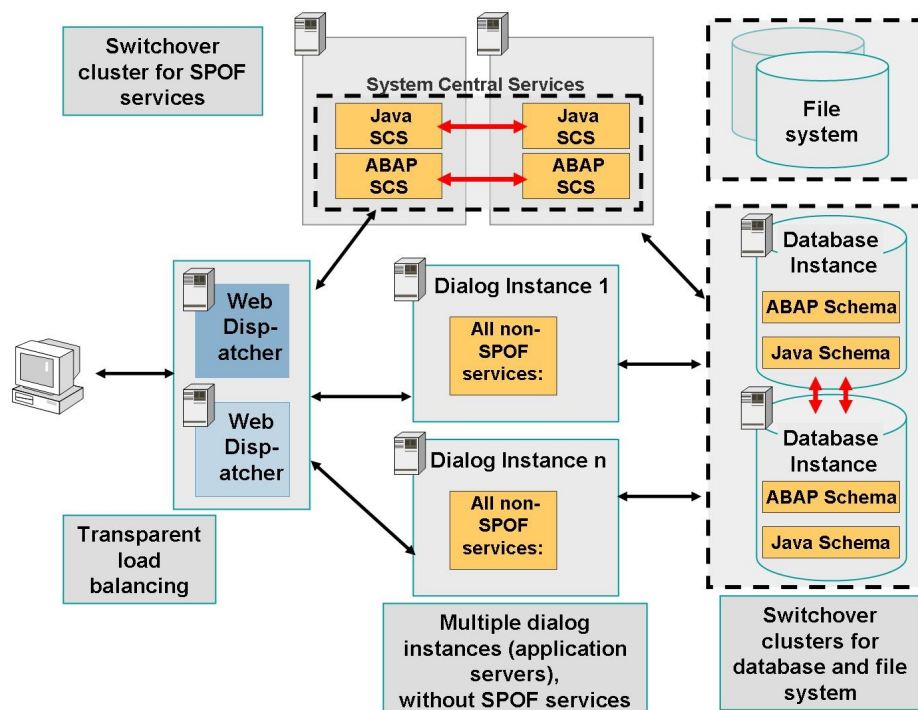 Switchover
cluster for SPOF
services
System Central Services
Java
SCS
Java
SCS
ABAP
SCS
ABAP
SCS
File
system
Web
Disp-
atcher
Web
Disp-
atcher
Transparent
load
balancing
Dialog Instance 1
All non-
SPOF
services:
Dialog Instance n
All non-
SPOF
services:
Multiple dialog
instances (application
servers),
without SPOF services
Database
Instance
ABAP Schema
Java Schema
Database
Instance
ABAP Schema
Java Schema
Switchover
clusters for
database and file
system